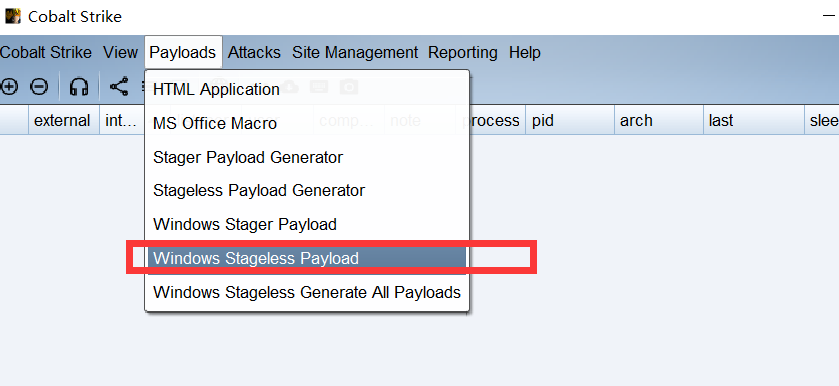 Cobalt Strike
Cobalt Strike View Payloads Attacks Site Management Reporting Help
HTML Application
external int... note process pid arch last slee
MS Office Macro
Stager Payload Generator
Stageless Payload Generator
Windows Stager Payload
Windows Stageless Payload
Windows Stageless Generate All Payloads